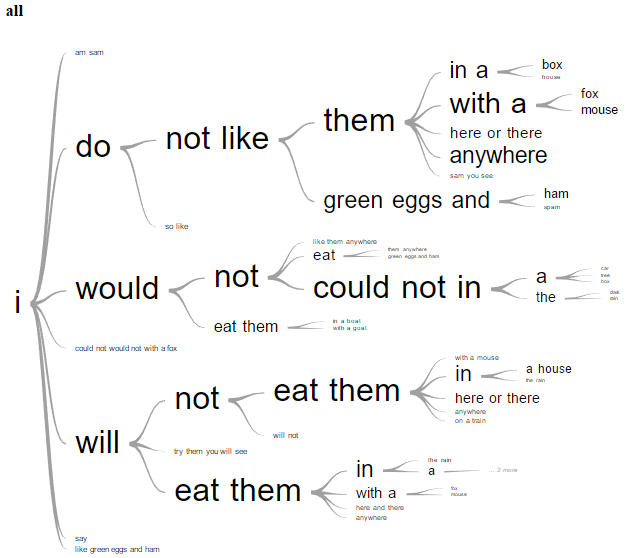 all
i
am sam
do
not like
them
in a
box
house
with a
fox
mouse
here or there
anywhere
sam you see
green eggs and
ham
spam
so like
would
not
like them anywhere
eat
them anywhere
green eggs and ham
could not in
a
car
tree
box
the
dark
rain
eat them
in a boat
with a goat
could not would not with a fox
will
not
eat them
with a mouse
in
a house
the rain
here or there
anywhere
on a train
will not
try them you will see
eat them
in
the rain
a
... 3 more
with a
fox
mouse
here and there
anywhere
say
like green eggs and ham